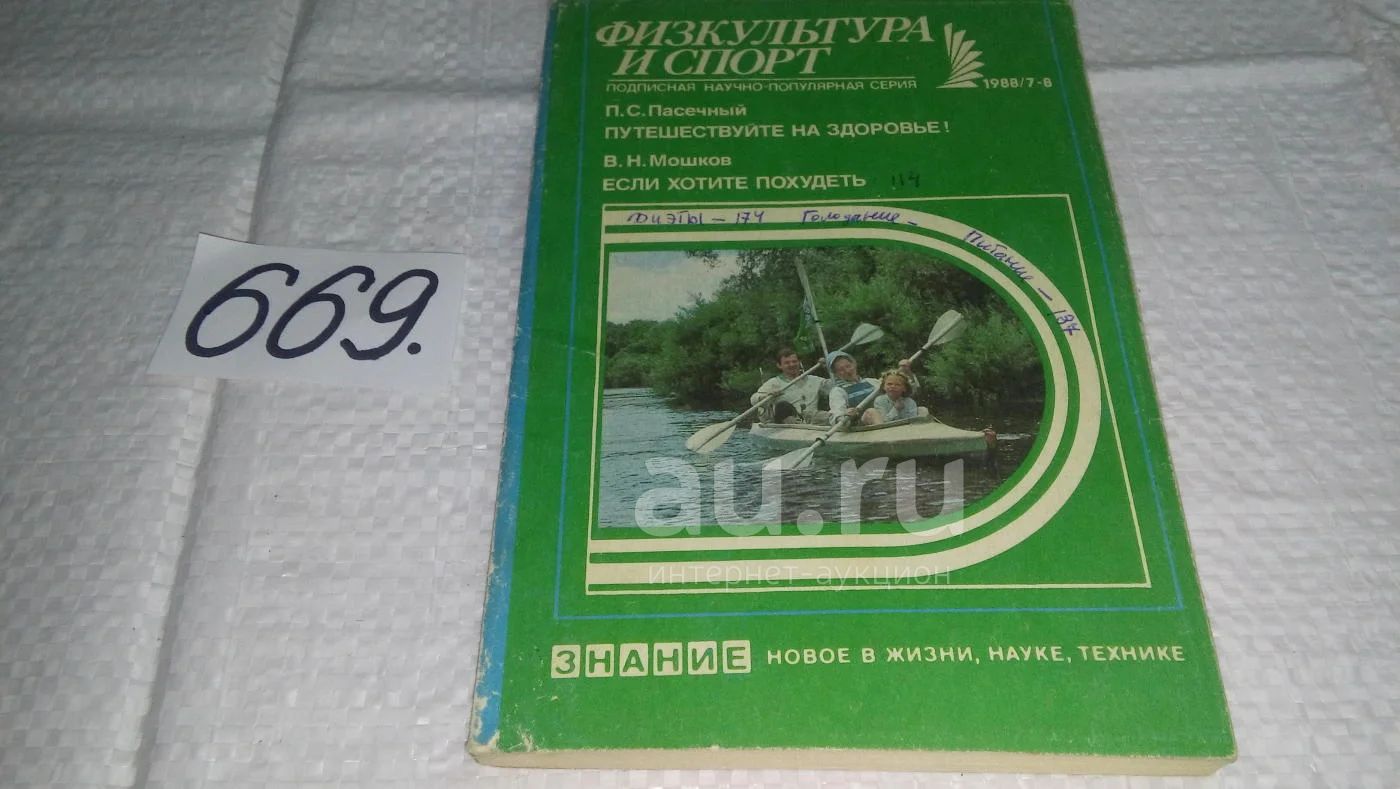 ФИЗКУЛЬТУРА
И СПОРТ
ПОДПИСНАЯ НАУЧНО-ПОПУЛЯРНАЯ СЕРИЯ
1988/7-8
П.С.Пасечный
ПУТЕШЕСТВУЙТЕ НА ЗДОРОВЬЕ!
В.Н.Мошков
ЕСЛИ ХОТИТЕ ПОХУДЕТЬ 114
Диэты – 174 Голодание –
Питание – 137
669.
au.ru
интернет-аукцион
ЗНАНИЕ НОВОЕ В ЖИЗНИ, НАУКЕ, ТЕХНИКЕ